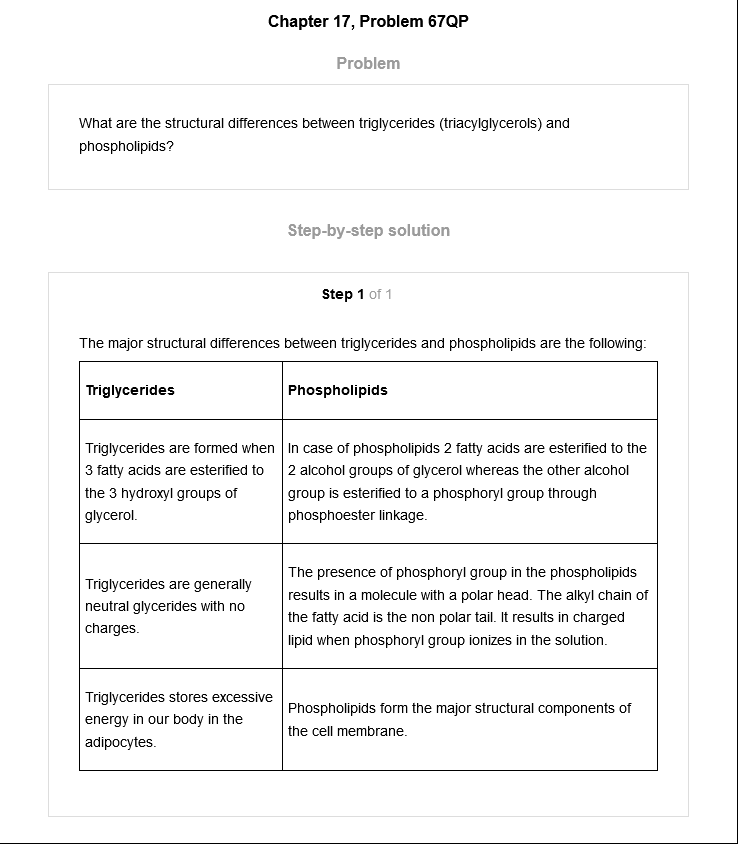 Chapter 17, Problem 67QP
Problem
What are the structural differences between triglycerides (triacylglycerols) and
phospholipids?
Step-by-step solution
Step 1 of 1
The major structural differences between triglycerides and phospholipids are the following:
Triglycerides
Phospholipids
Triglycerides are formed when
3 fatty acids are esterified to
the 3 hydroxyl groups of
glycerol.
In case of phospholipids 2 fatty acids are esterified to the
2 alcohol groups of glycerol whereas the other alcohol
group is esterified to a phosphoryl group through
phosphoester linkage.
Triglycerides are generally
neutral glycerides with no
charges.
The presence of phosphoryl group in the phospholipids
results in a molecule with a polar head. The alkyl chain of
the fatty acid is the non polar tail. It results in charged
lipid when phosphoryl group ionizes in the solution.
Triglycerides stores excessive
energy in our body in the
adipocytes.
Phospholipids form the major structural components of
the cell membrane.